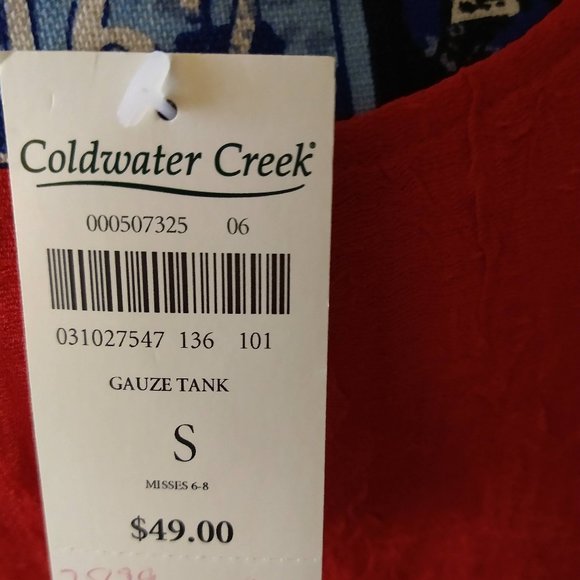 Coldwater Creek®
000507325 06
031027547 136 101
GAUZE TANK
S
MISSES 6-8
$49.00